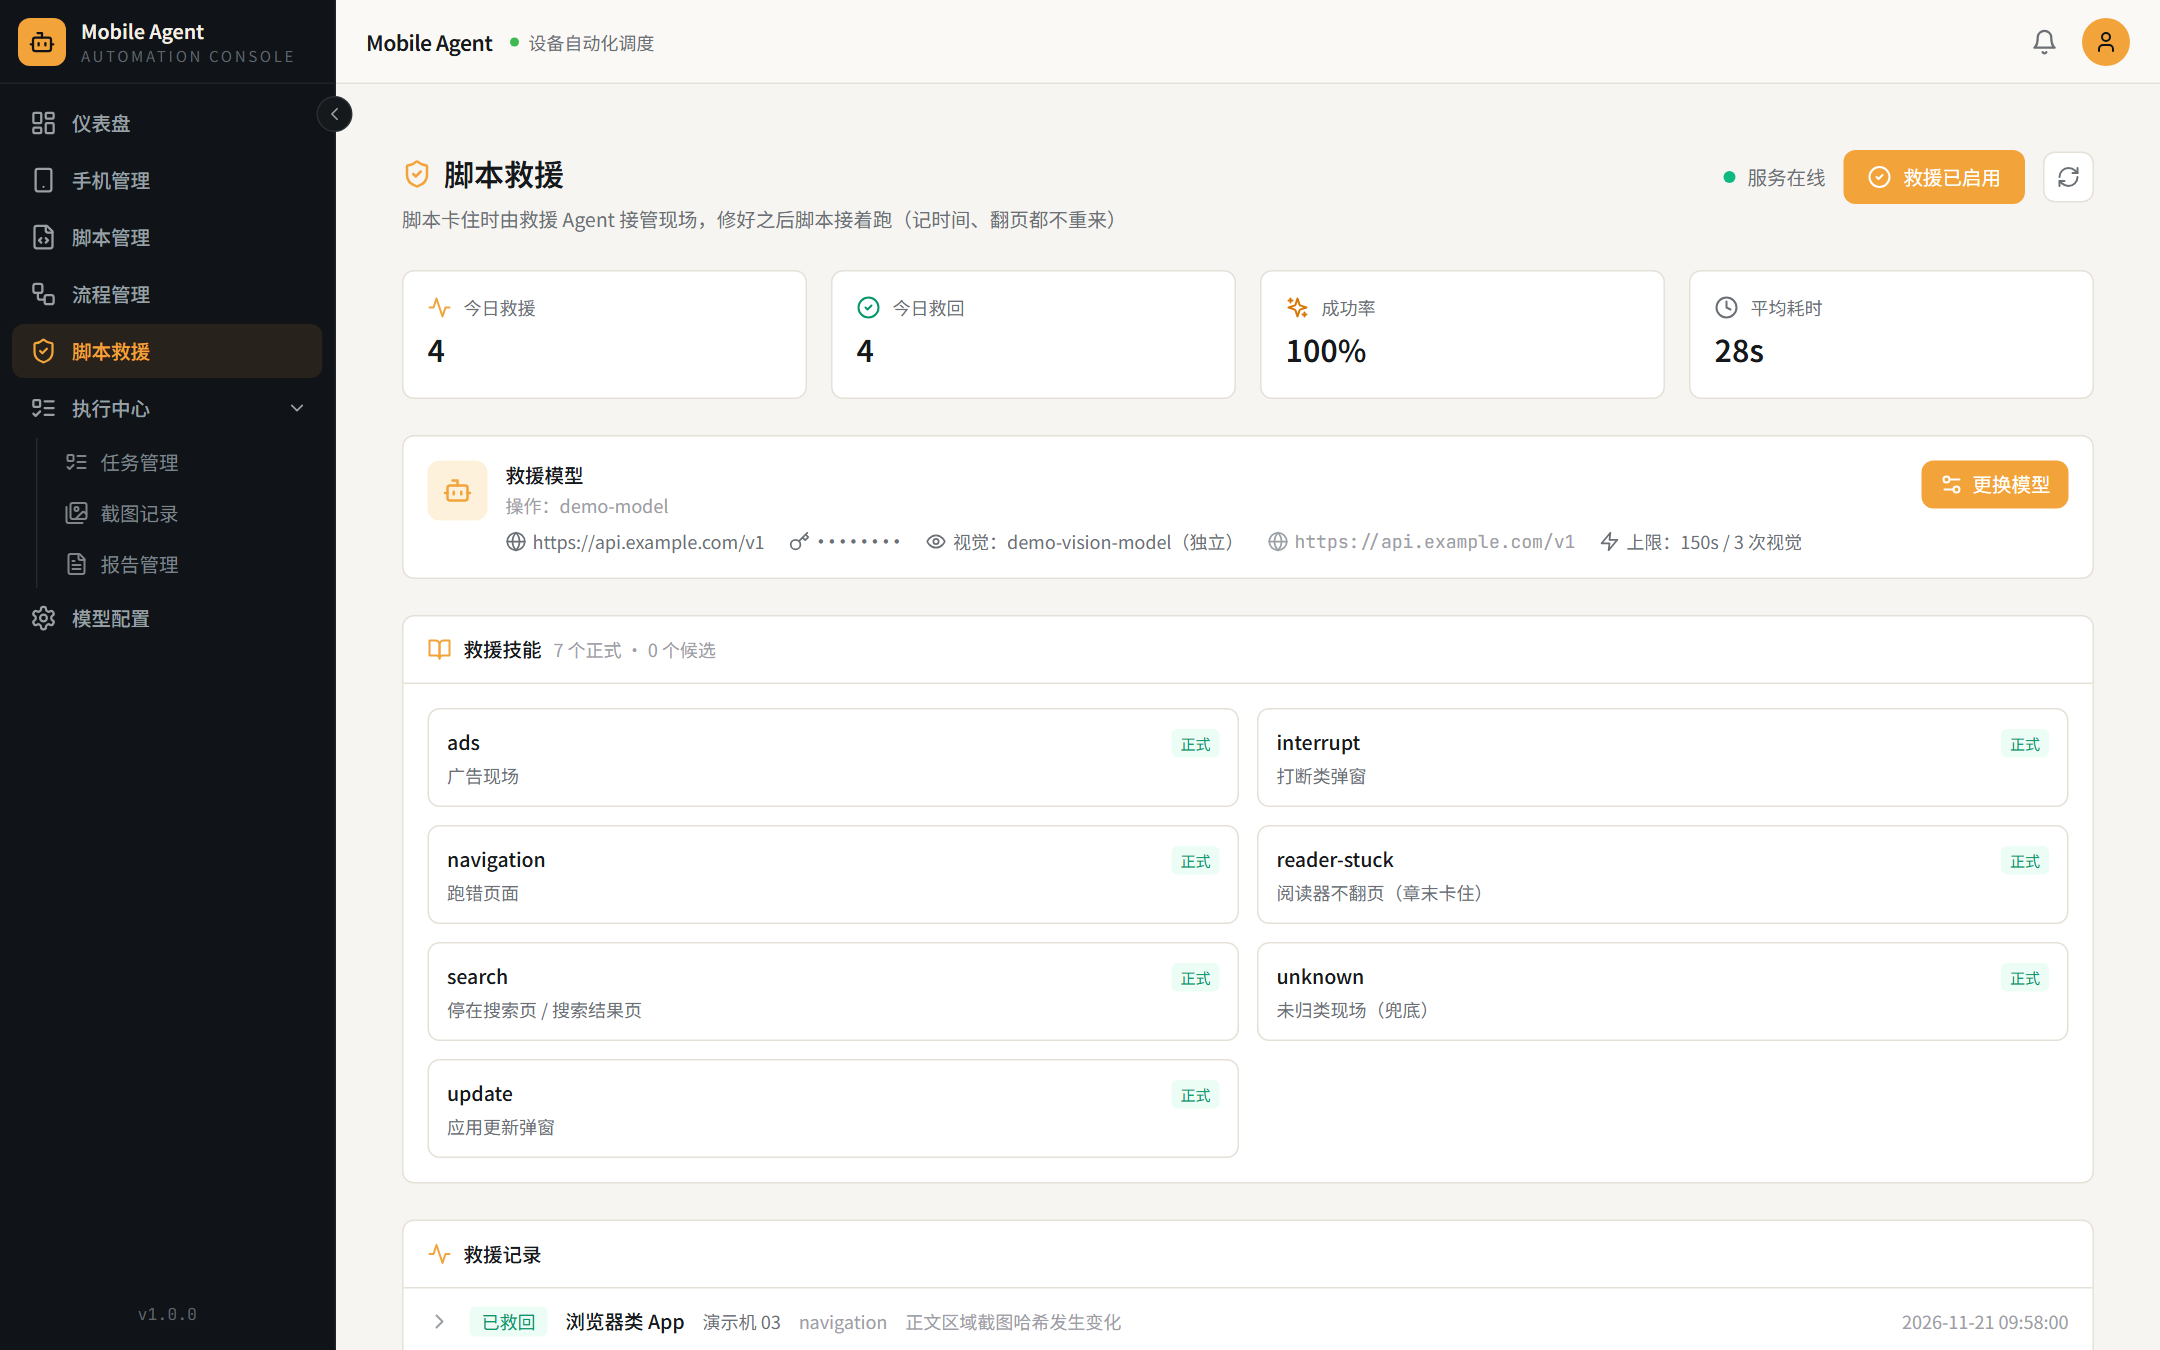 Mobile Agent
AUTOMATION CONSOLE
仪表盘
手机管理
脚本管理
流程管理
脚本救援
执行中心
任务管理
截图记录
报告管理
模型配置
v1.0.0
Mobile Agent 设备自动化调度
脚本救援
脚本卡住时由救援 Agent 接管现场，修好之后脚本接着跑（记时间、翻页都不重来）
服务在线 救援已启用
今日救援
4
今日救回
4
成功率
100%
平均耗时
28s
救援模型
操作：demo-model
https://api.example.com/v1 •••••••• 视觉：demo-vision-model（独立） https://api.example.com/v1 上限：150s / 3 次视觉
更换模型
救援技能 7 个正式 · 0 个候选
ads 正式
广告现场
interrupt 正式
打断类弹窗
navigation 正式
跑错页面
reader-stuck 正式
阅读器不翻页（章末卡住）
search 正式
停在搜索页 / 搜索结果页
unknown 正式
未归类现场（兜底）
update 正式
应用更新弹窗
救援记录
已救回 浏览器类 App 演示机 03 navigation 正文区域截图哈希发生变化 2026-11-21 09:58:00